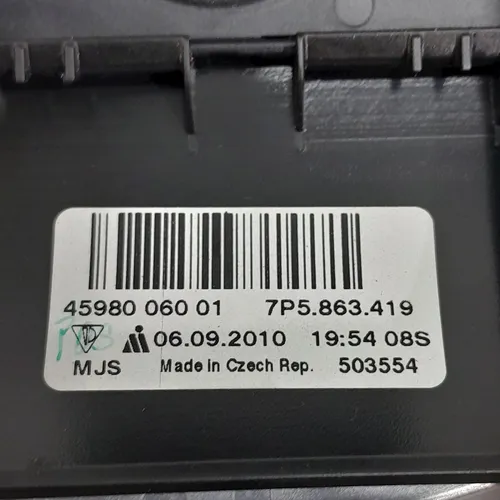 45980 060 01 7P5.863.419
06.09.2010 19:54 08S
MJS Made in Czech Rep. 503554